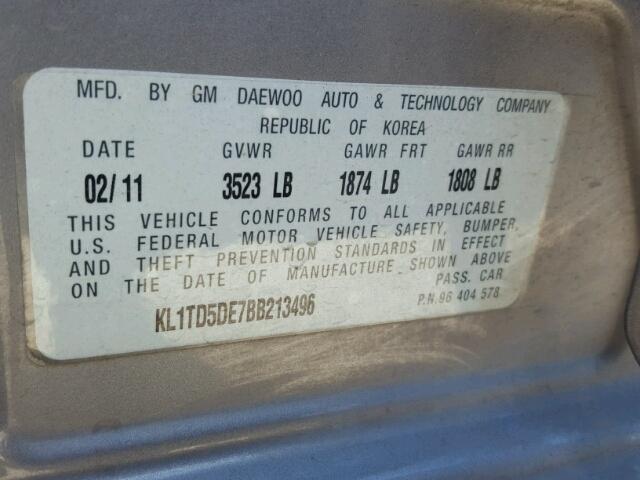 MFD. BY GM DAEWOO AUTO & TECHNOLOGY COMPANY
REPUBLIC OF KOREA
DATE GVWR GAWR FRT GAWR RR
02/11 3523 LB 1874 LB 1808 LB
THIS VEHICLE CONFORMS TO ALL APPLICABLE
U.S. FEDERAL MOTOR VEHICLE SAFETY, BUMPER,
AND THEFT PREVENTION STANDARDS IN EFFECT
ON THE DATE OF MANUFACTURE SHOWN ABOVE
PASS. CAR
KL1TD5DE7BB213496 P.N. 96 404 578